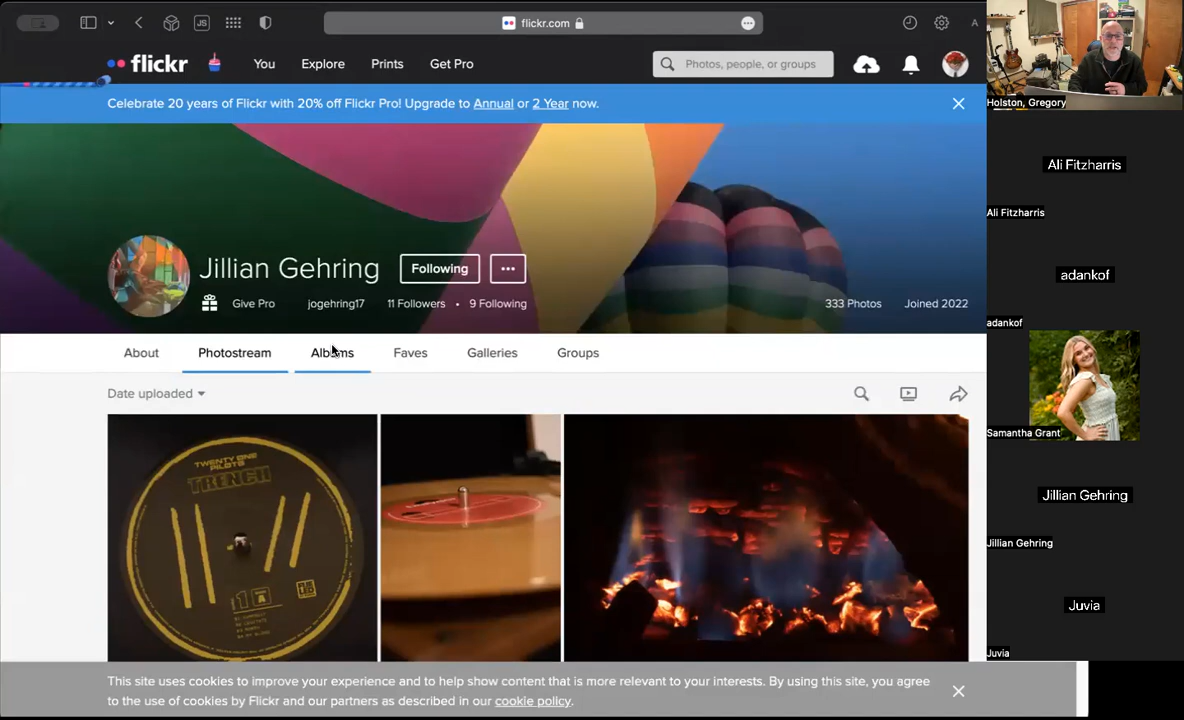 JS
flickr.com
A
flickr
You
Explore
Prints
Get Pro
Photos, people, or groups
Celebrate 20 years of Flickr with 20% off Flickr Pro! Upgrade to Annual or 2 Year now.
Jillian Gehring
Following
Give Pro
jogehring17
11 Followers • 9 Following
333 Photos
Joined 2022
About
Photostream
Albums
Faves
Galleries
Groups
Date uploaded
TWENTY ONE
PILOTS
TRENCH
This site uses cookies to improve your experience and to help show content that is more relevant to your interests. By using this site, you agree
to the use of cookies by Flickr and our partners as described in our cookie policy.
Holston, Gregory
Ali Fitzharris
Ali Fitzharris
adankof
adankof
Samantha Grant
Jillian Gehring
Jillian Gehring
Juvia
Juvia